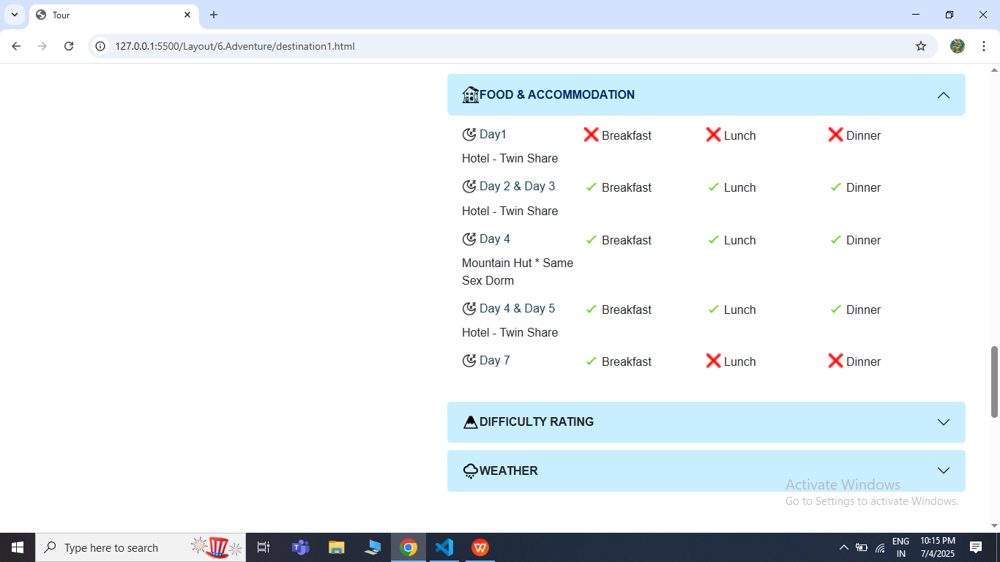 Tour
127.0.0.1:5500/Layout/6.Adventure/destination1.html
FOOD & ACCOMMODATION
Day1 Breakfast Lunch Dinner
Hotel - Twin Share
Day 2 & Day 3 Breakfast Lunch Dinner
Hotel - Twin Share
Day 4 Breakfast Lunch Dinner
Mountain Hut * Same
Sex Dorm
Day 4 & Day 5 Breakfast Lunch Dinner
Hotel - Twin Share
Day 7 Breakfast Lunch Dinner
DIFFICULTY RATING
WEATHER
Activate Windows
Go to Settings to activate Windows.
Type here to search
ENG 10:15 PM
IN 7/4/2025